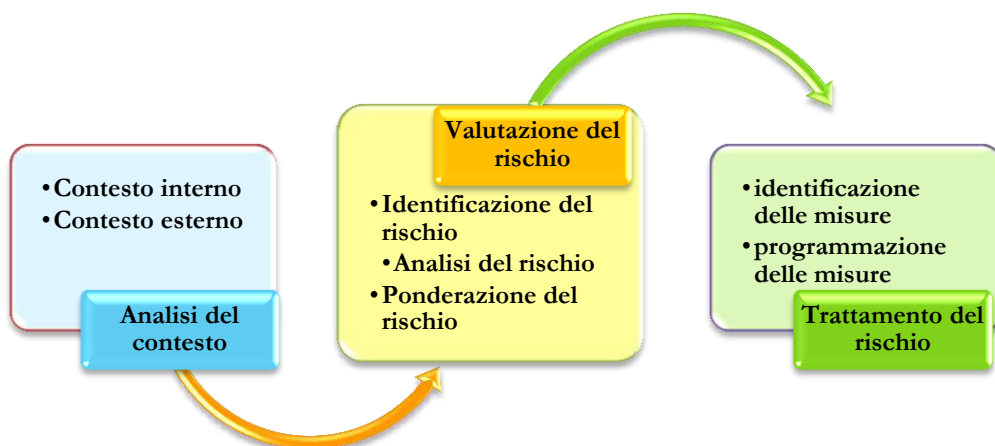 • Contesto interno
• Contesto esterno
Analisi del
contesto
Valutazione del
rischio
• Identificazione del
rischio
• Analisi del rischio
• Ponderazione del
rischio
• identificazione
delle misure
• programmazione
delle misure
Trattamento del
rischio